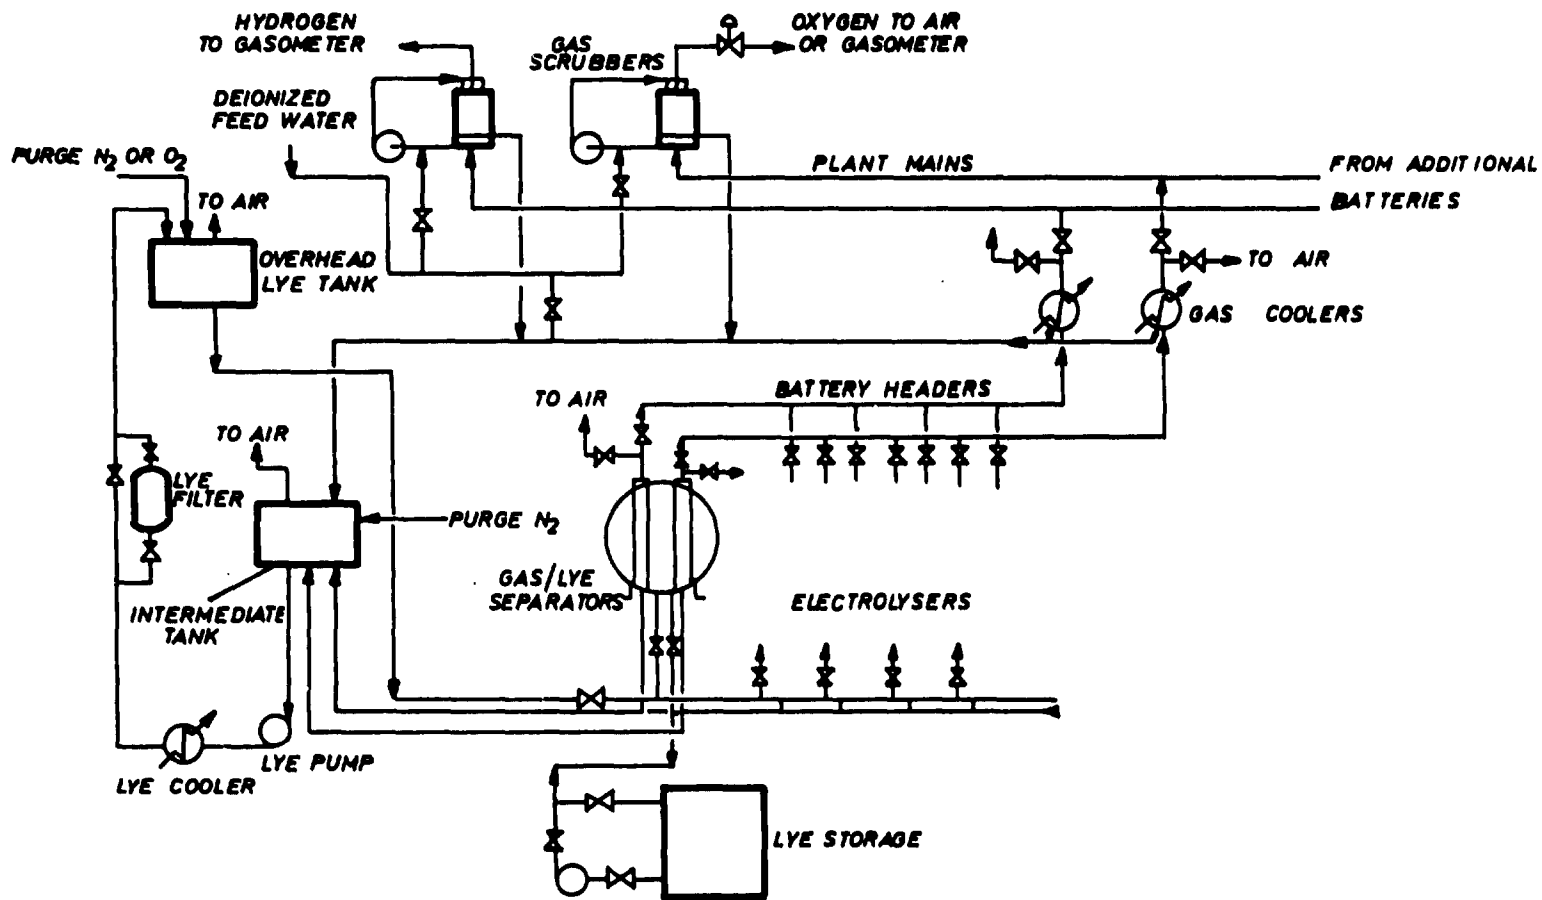 HYDROGEN
TO GASOMETER
GAS
SCRUBBERS
OXYGEN TO AIR
OR GASOMETER
DEIONIZED
FEED WATER
PURGE N2 OR O2
TO AIR
PLANT MAINS
FROM ADDITIONAL
BATTERIES
OVERHEAD
LYE TANK
TO AIR
GAS COOLERS
BATTERY HEADERS
TO AIR
TO AIR
LYE
FILTER
PURGE N2
GAS/LYE
SEPARATORS
INTERMEDIATE
TANK
ELECTROLYSERS
LYE PUMP
LYE COOLER
LYE STORAGE